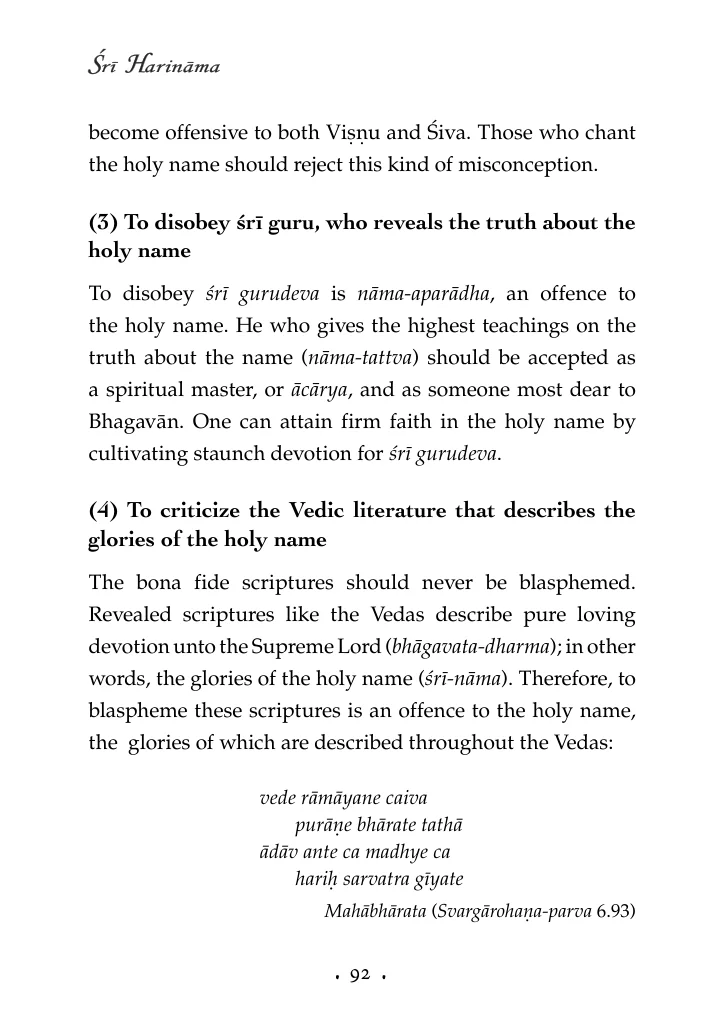 Śrī Harināma
become offensive to both Viṣṇu and Śiva. Those who chant
the holy name should reject this kind of misconception.
(3) To disobey śrī guru, who reveals the truth about the
holy name
To disobey śrī gurudeva is nāma-aparādha, an offence to
the holy name. He who gives the highest teachings on the
truth about the name (nāma-tattva) should be accepted as
a spiritual master, or ācārya, and as someone most dear to
Bhagavān. One can attain firm faith in the holy name by
cultivating staunch devotion for śrī gurudeva.
(4) To criticize the Vedic literature that describes the
glories of the holy name
The bona fide scriptures should never be blasphemed.
Revealed scriptures like the Vedas describe pure loving
devotion unto the Supreme Lord (bhāgavata-dharma); in other
words, the glories of the holy name (śrī-nāma). Therefore, to
blaspheme these scriptures is an offence to the holy name,
the glories of which are described throughout the Vedas:
vede rāmāyane caiva
purāṇe bhārate tathā
ādāv ante ca madhye ca
hariḥ sarvatra gīyate
Mahābhārata (Svargārohaṇa-parva 6.93)
• 92 •